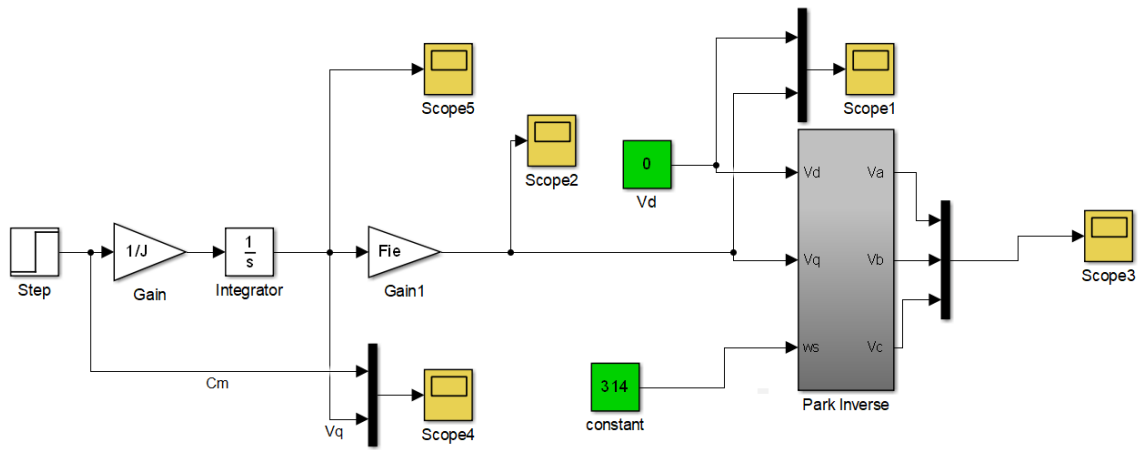 Scope5
Scope1
Scope2
0
Vd
Vd
Va
Step
1/J
Gain
1
s
Integrator
Fie
Gain1
Vq
Vb
Scope3
Cm
Vq
Scope4
314
constant
ws
Vc
Park Inverse